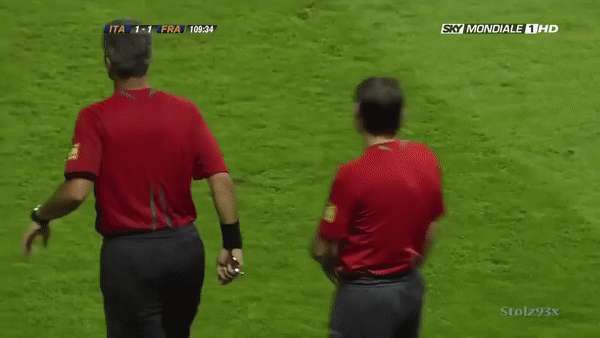 ITA 1 - 1 FRA 109:34
SKY MONDIALE 1 HD
Stolz93x